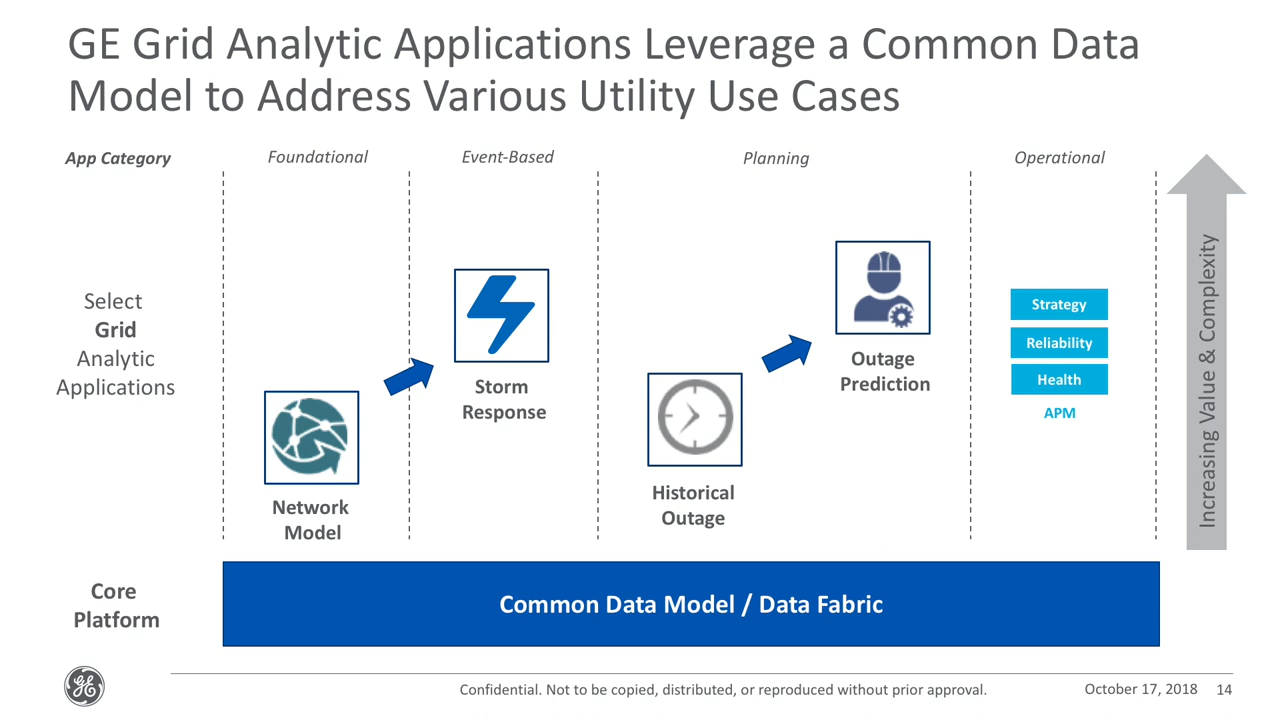 GE Grid Analytic Applications Leverage a Common Data
Model to Address Various Utility Use Cases
App Category
Foundational
Event-Based
Planning
Operational
Select
Grid
Analytic
Applications
Network
Model
Storm
Response
Historical
Outage
Outage
Prediction
Strategy
Reliability
Health
APM
Increasing Value & Complexity
Core
Platform
Common Data Model / Data Fabric
Confidential. Not to be copied, distributed, or reproduced without prior approval.
October 17, 2018
14